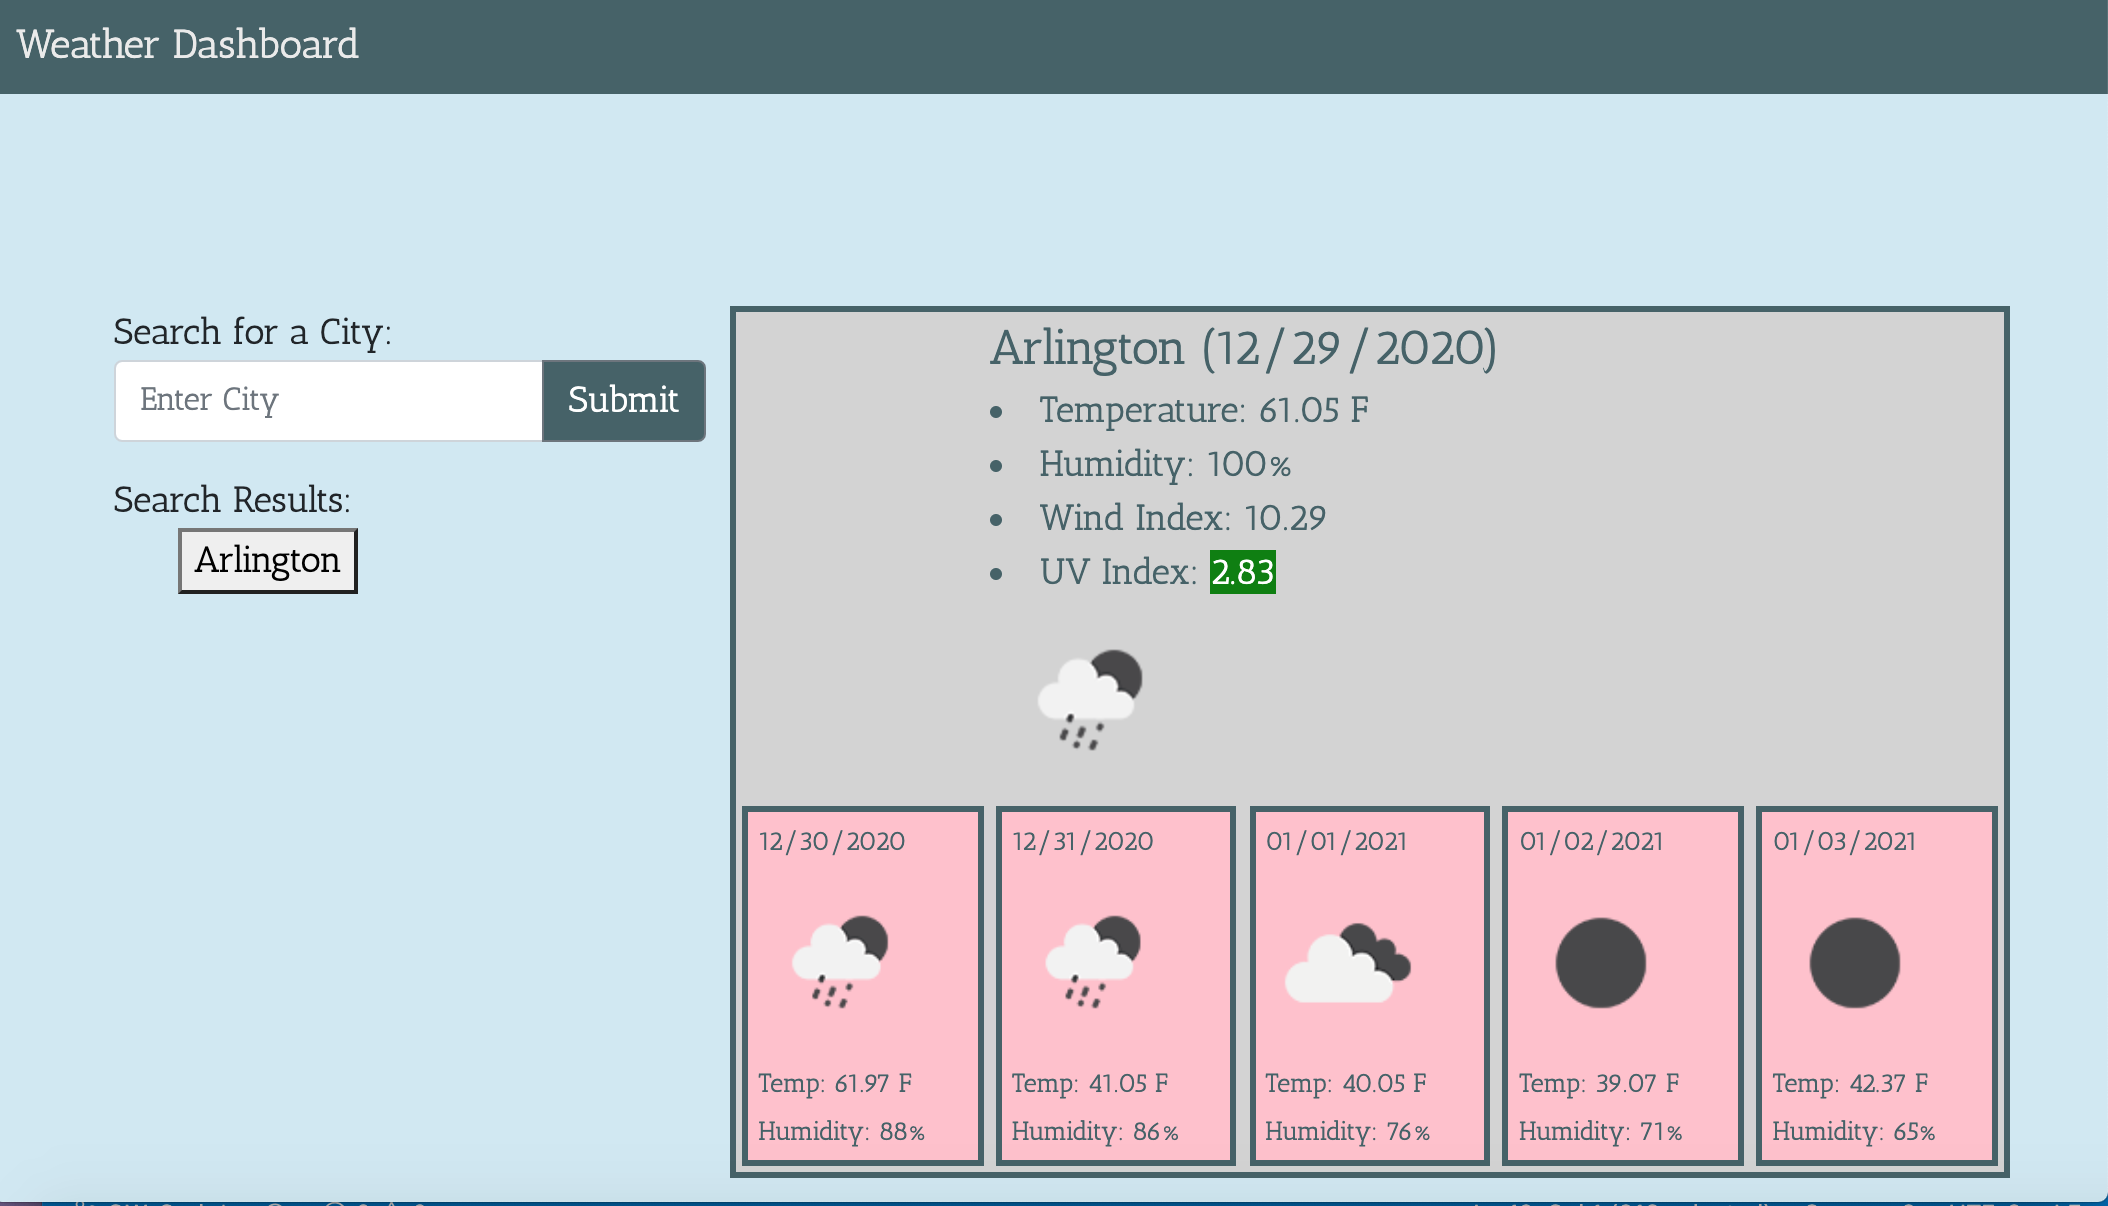 Weather Dashboard
Search for a City:
Enter City
Submit
Search Results:
Arlington
Arlington (12/29/2020)
Temperature: 61.05 F
Humidity: 100%
Wind Index: 10.29
UV Index: 2.83
12/30/2020
Temp: 61.97 F
Humidity: 88%
12/31/2020
Temp: 41.05 F
Humidity: 86%
01/01/2021
Temp: 40.05 F
Humidity: 76%
01/02/2021
Temp: 39.07 F
Humidity: 71%
01/03/2021
Temp: 42.37 F
Humidity: 65%